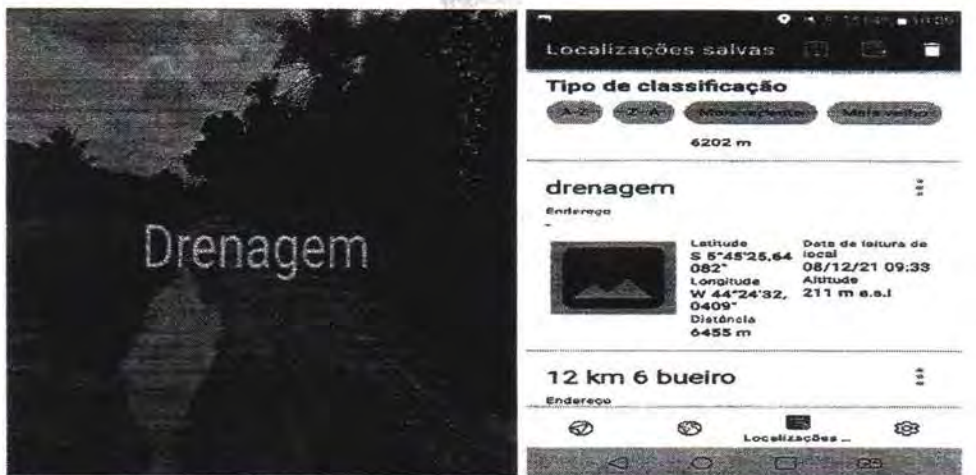 Drenagem
Localizações salvas
Tipo de classificação
A-Z Z-A Mais recente Mais velho
6202 m
drenagem
Endereço
-
Latitude
S 5°45'25,64
082"
Longitude
W 44°24'32,
0409"
Distância
6455 m
Data de leitura de
local
08/12/21 09:33
Altitude
211 m a.s.l
12 km 6 bueiro
Endereço
Localizações ...